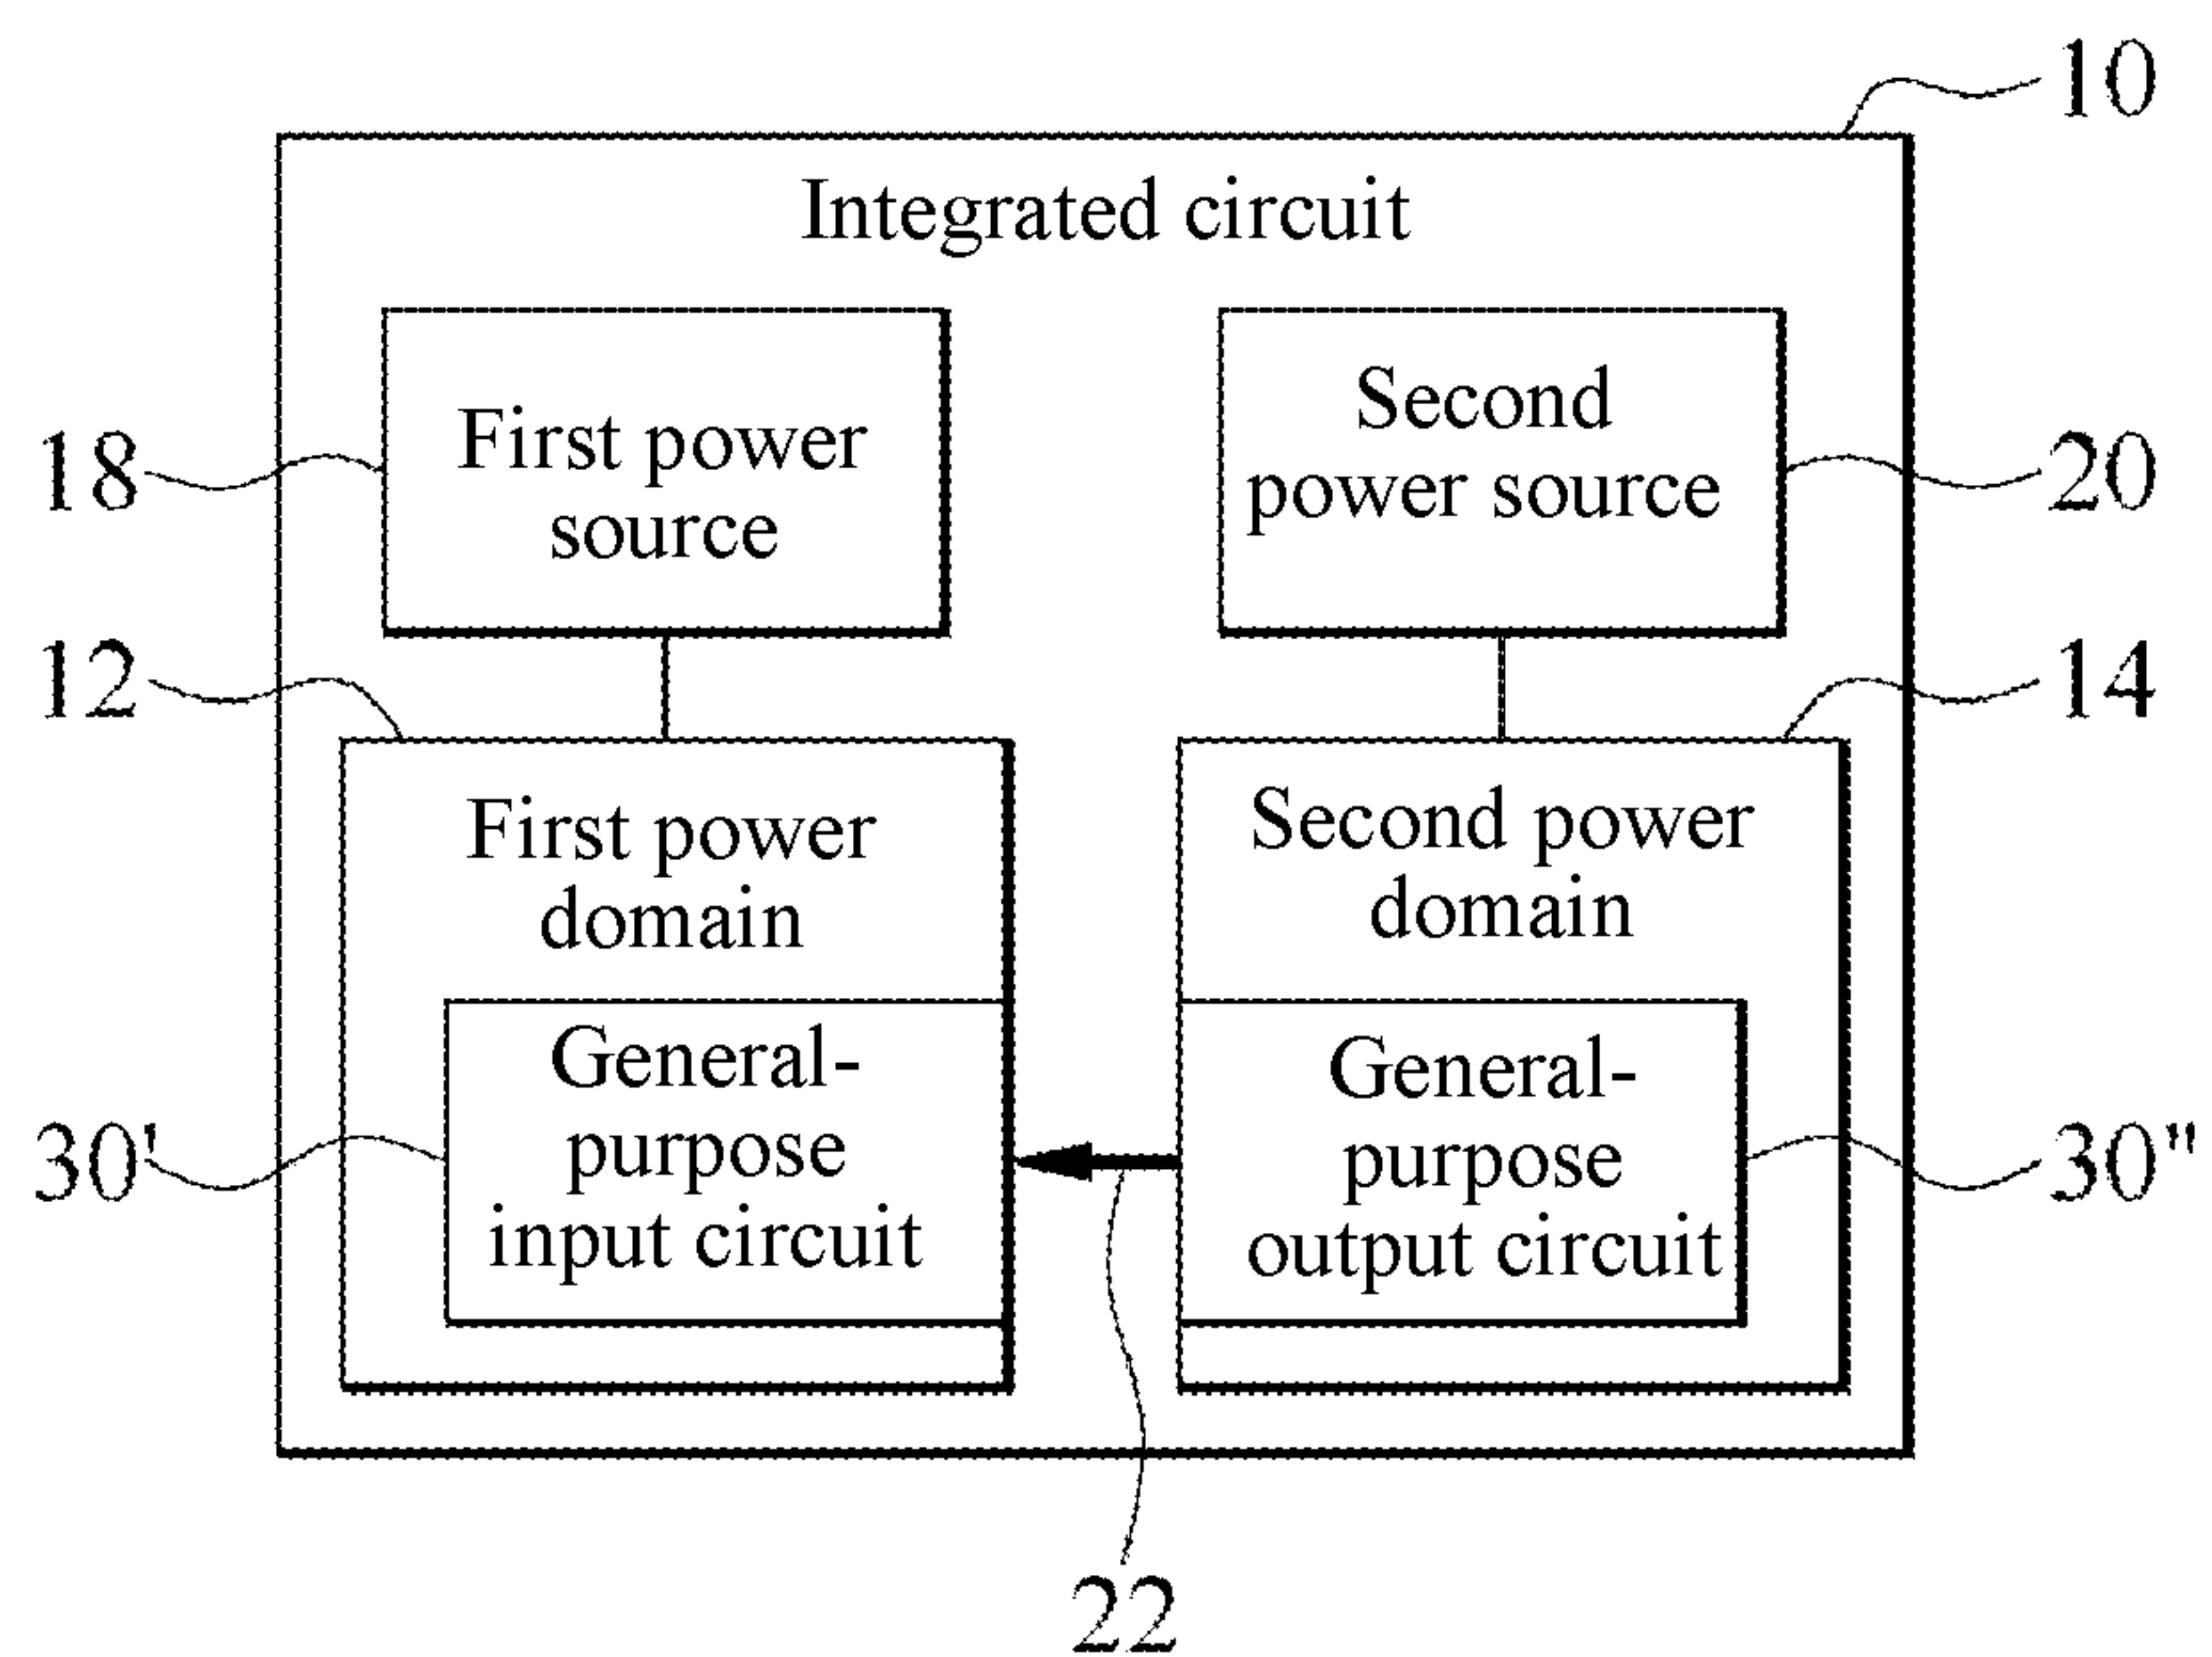 10
Integrated circuit
First power
source
Second
power source
18
20
12
14
First power
domain
Second power
domain
General-
purpose
input circuit
General-
purpose
output circuit
30'
30"
22